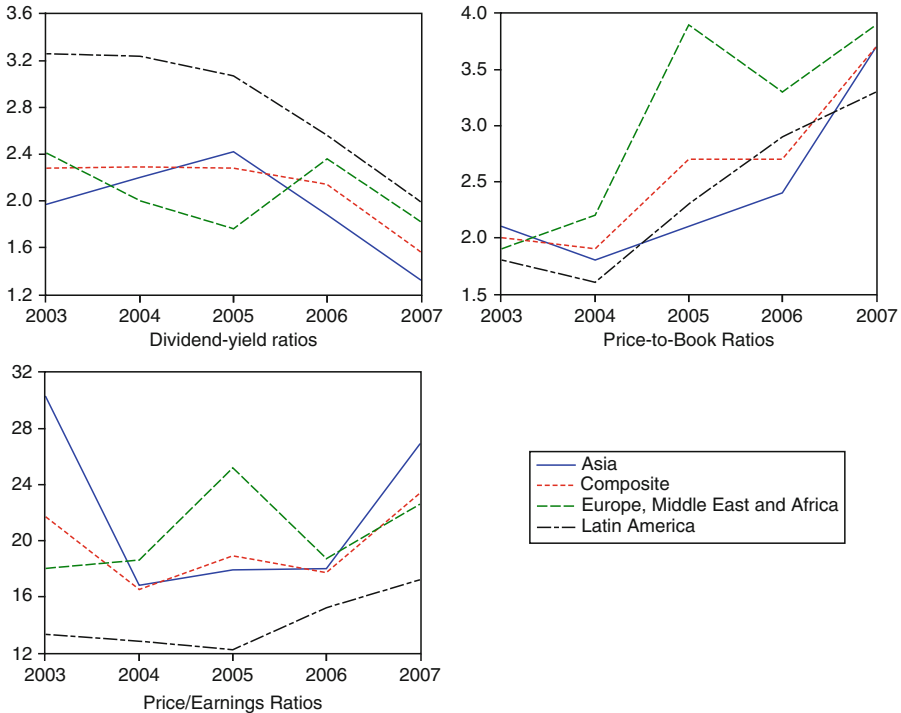 3.6
3.2
2.8
2.4
2.0
1.6
1.2
2003 2004 2005 2006 2007
Dividend-yield ratios
4.0
3.5
3.0
2.5
2.0
1.5
2003 2004 2005 2006 2007
Price-to-Book Ratios
32
28
24
20
16
12
2003 2004 2005 2006 2007
Price/Earnings Ratios
Asia
Composite
Europe, Middle East and Africa
Latin America